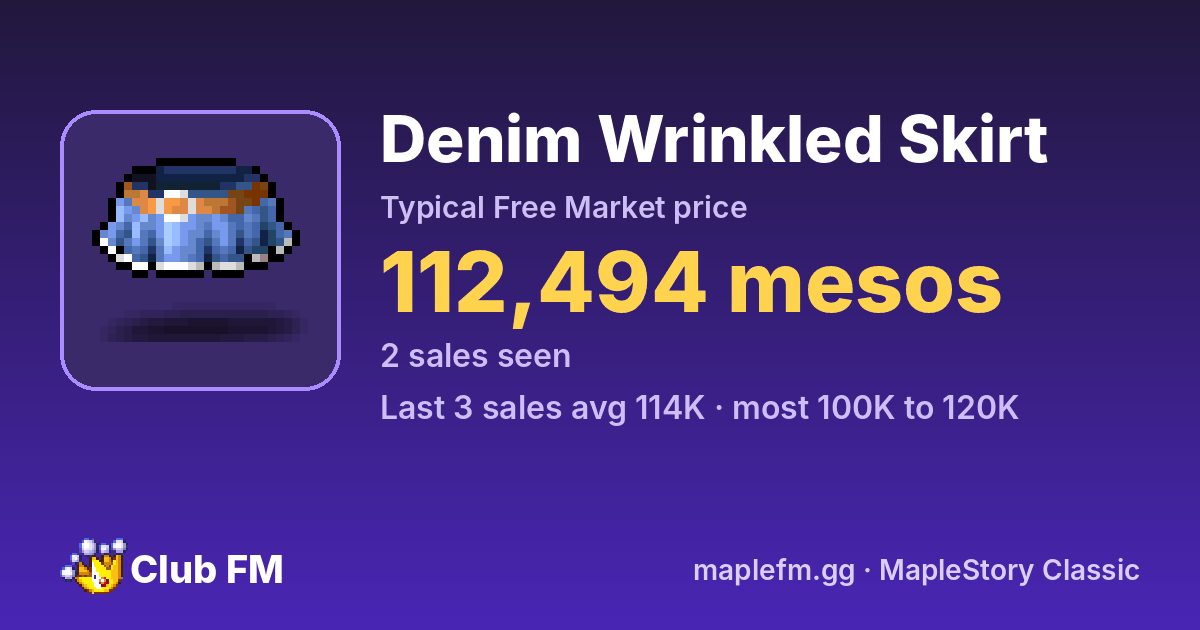 Denim Wrinkled Skirt
Typical Free Market price
112,494 mesos
2 sales seen
Last 3 sales avg 114K · most 100K to 120K
Club FM
maplefm.gg · MapleStory Classic